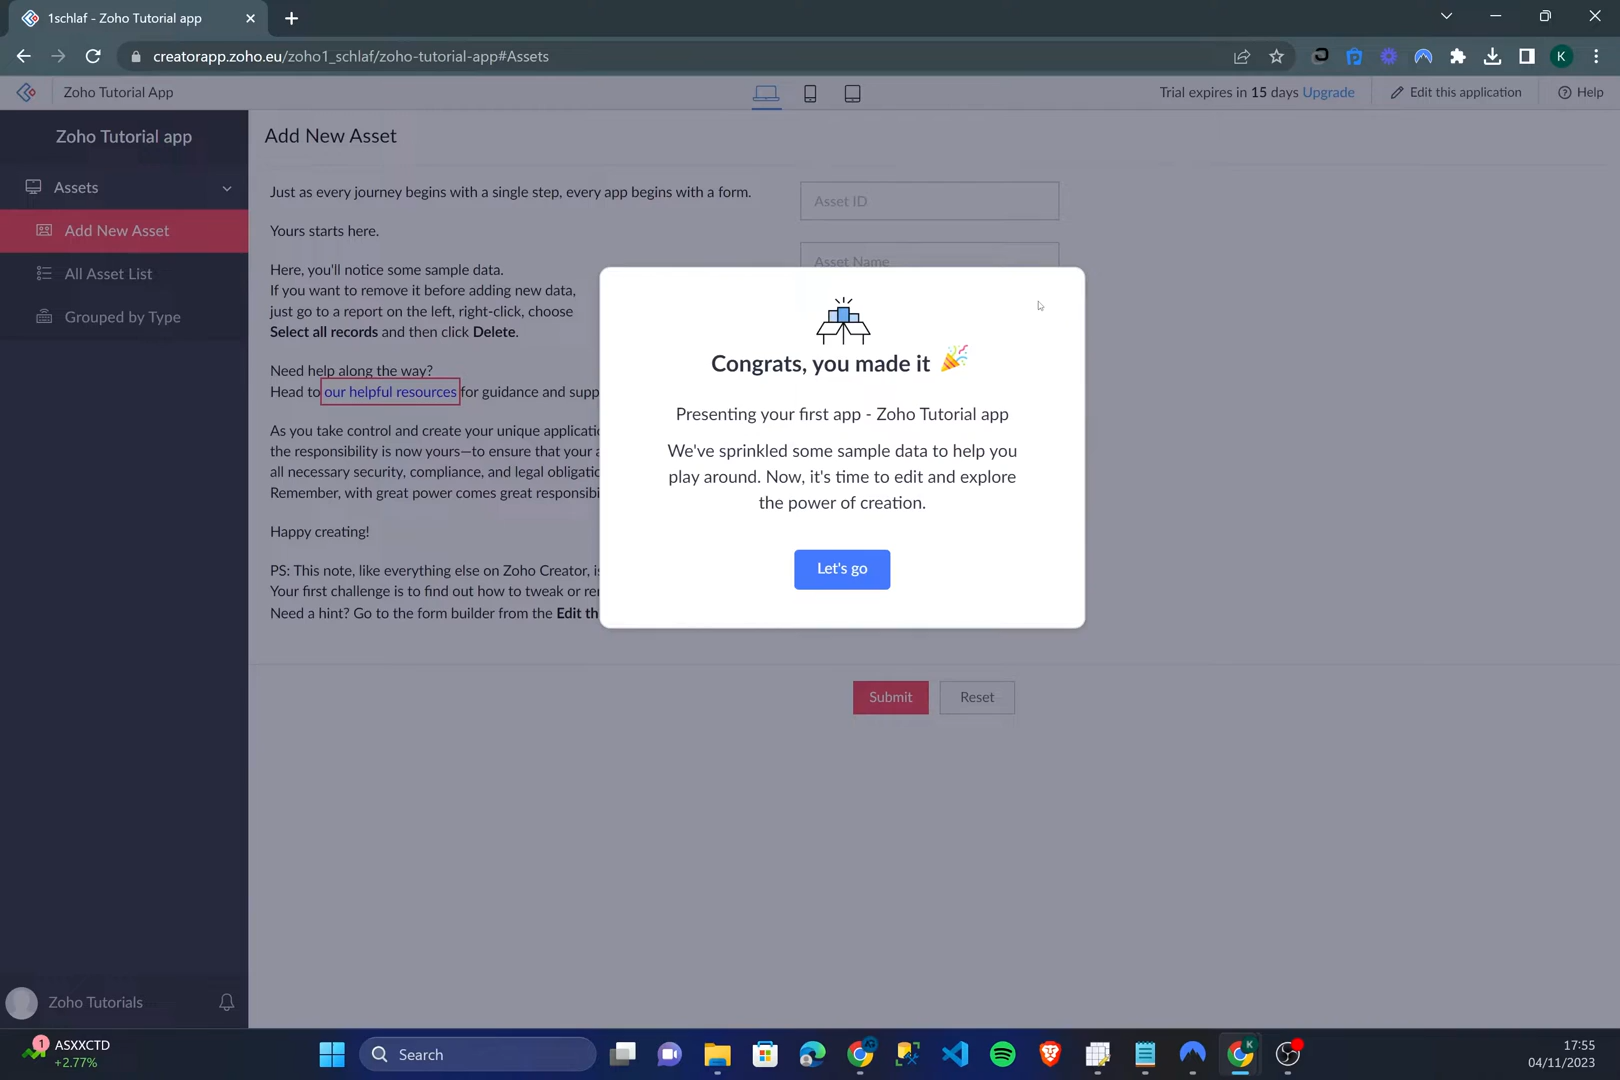 1schlaf - Zoho Tutorial app
creatorapp.zoho.eu/zoho1_schlaf/zoho-tutorial-app#Assets
K
Zoho Tutorial App
Trial expires in 15 days Upgrade
Edit this application
Help
Zoho Tutorial app
Assets
Add New Asset
All Asset List
Grouped by Type
Add New Asset
Just as every journey begins with a single step, every app begins with a form.
Yours starts here.
Here, you'll notice some sample data.
If you want to remove it before adding new data,
just go to a report on the left, right-click, choose
Select all records and then click Delete.
Need help along the way?
Head to our helpful resources for guidance and supp
As you take control and create your unique applicatio
the responsibility is now yours—to ensure that your a
all necessary security, compliance, and legal obligatio
Remember, with great power comes great responsibi
Happy creating!
PS: This note, like everything else on Zoho Creator, is
Your first challenge is to find out how to tweak or re
Need a hint? Go to the form builder from the Edit th
Asset ID
Asset Name
Congrats, you made it
Presenting your first app - Zoho Tutorial app
We've sprinkled some sample data to help you
play around. Now, it's time to edit and explore
the power of creation.
Let's go
Submit
Reset
Zoho Tutorials
1
ASXXCTD
+2.77%
Search
K
17:55
04/11/2023